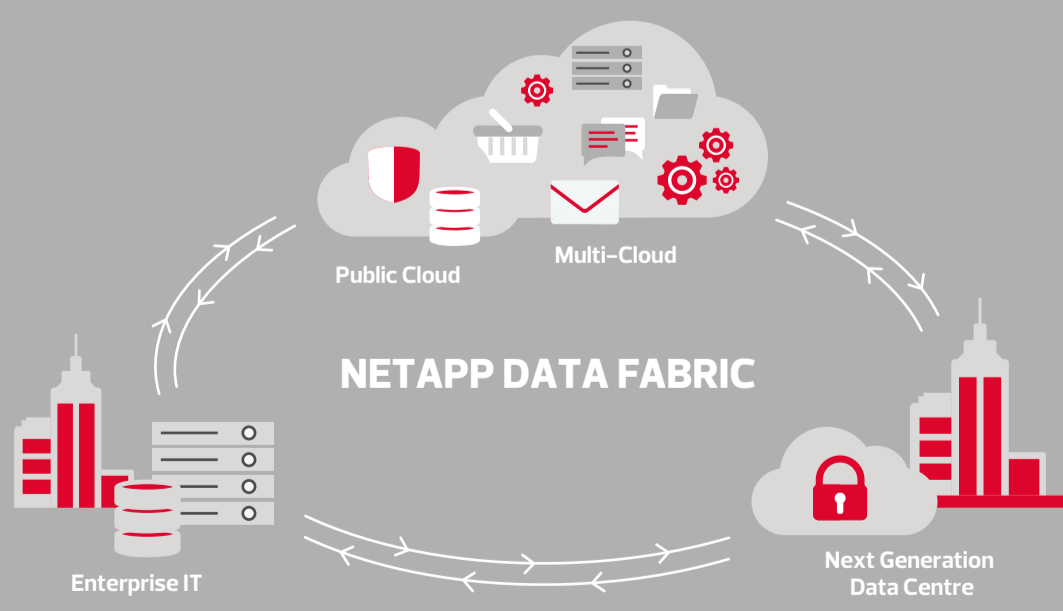 Public Cloud
Multi-Cloud
NETAPP DATA FABRIC
Enterprise IT
Next Generation
Data Centre